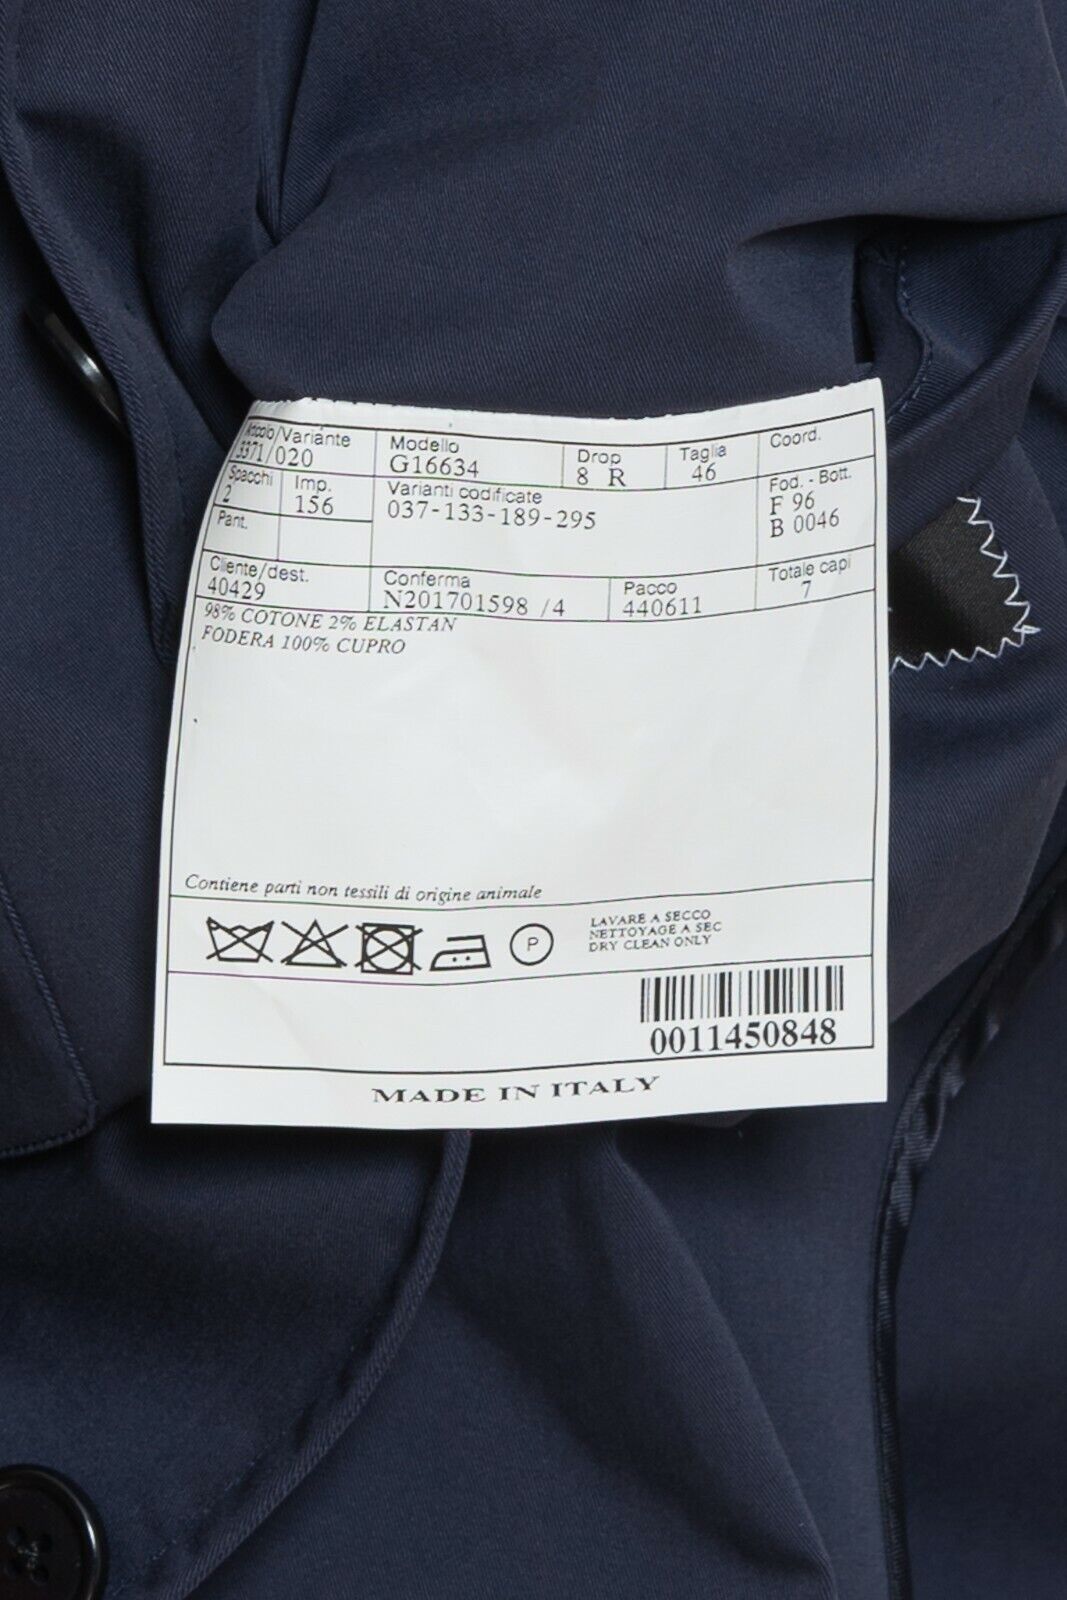 Articolo/Variante
3371/020
Modello
G16634
Drop
8 R
Taglia
46
Coord.
Spacchi
2
Imp.
156
Varianti codificate
037-133-189-295
Fod. - Bott.
F 96
B 0046
Pant.
Cliente/dest.
40429
Conferma
N201701598 /4
Pacco
440611
Totale capi
7
98% COTONE 2% ELASTAN
FODERA 100% CUPRO
Contiene parti non tessili di origine animale
P
LAVARE A SECCO
NETTOYAGE A SEC
DRY CLEAN ONLY
0011450848
MADE IN ITALY